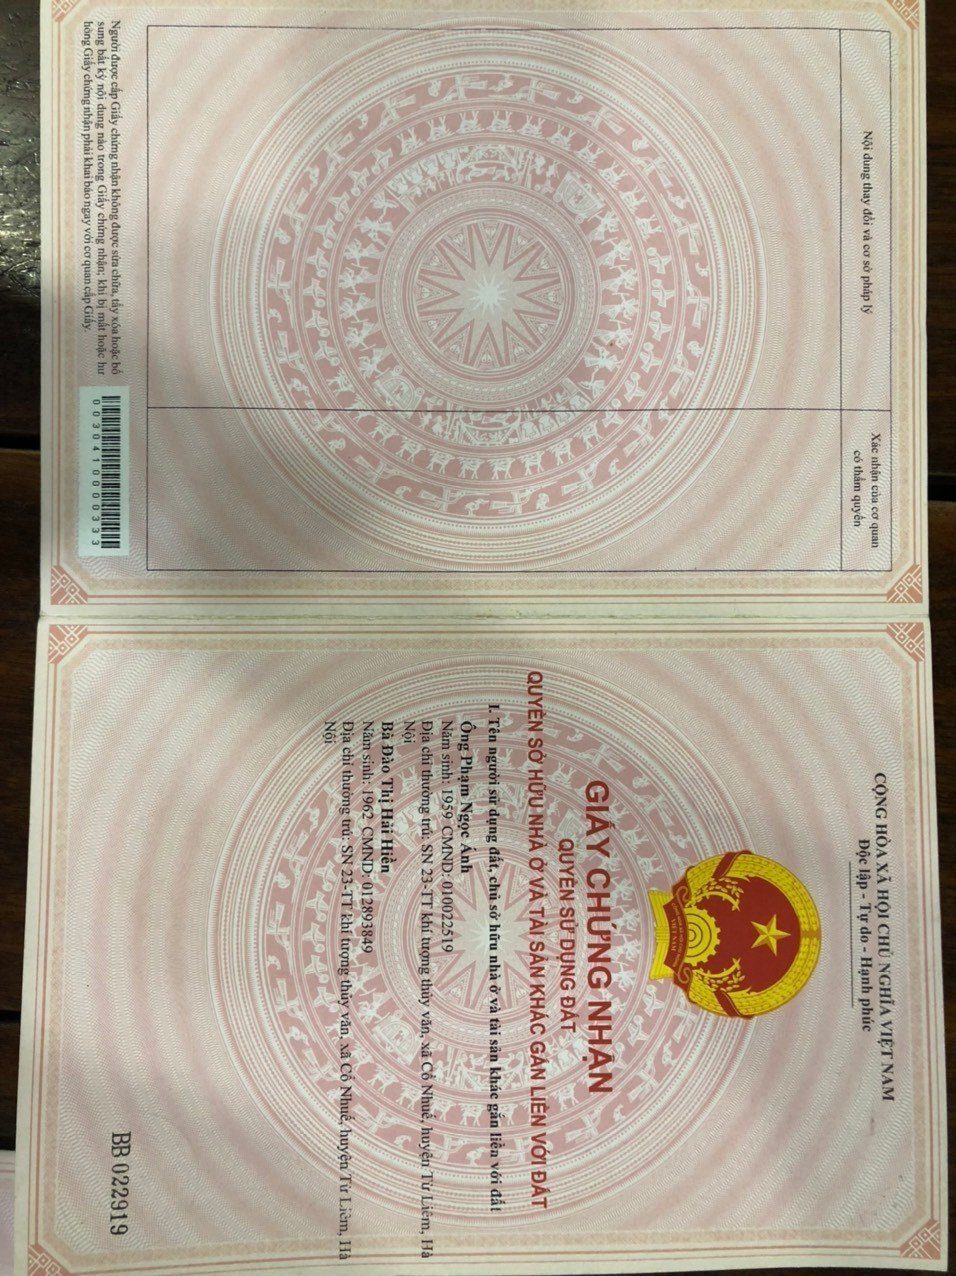 CỘNG HÒA XÃ HỘI CHỦ NGHĨA VIỆT NAM
Độc lập - Tự do - Hạnh phúc
VIỆT NAM
GIẤY CHỨNG NHẬN
QUYỀN SỬ DỤNG ĐẤT
QUYỀN SỞ HỮU NHÀ Ở VÀ TÀI SẢN KHÁC GẮN LIỀN VỚI ĐẤT
I. Tên người sử dụng đất, chủ sở hữu nhà ở và tài sản khác gắn liền với đất
Ông Phạm Ngọc Ánh
Năm sinh: 1959 CMND: 010022519
Địa chỉ thường trú: SN 23-TT khí tượng thủy văn, xã Cổ Nhuế, huyện Từ Liêm, Hà
Nội
Bà Đào Thị Hải Hiền
Năm sinh: 1962 CMND: 012893849
Địa chỉ thường trú: SN 23-TT khí tượng thủy văn, xã Cổ Nhuế, huyện Từ Liêm, Hà
Nội
BB 022919
Nội dung thay đổi và cơ sở pháp lý
Xác nhận của cơ quan
có thẩm quyền
Người được cấp Giấy chứng nhận không được sửa chữa, tẩy xóa hoặc bổ
sung bất kỳ nội dung nào trong Giấy chứng nhận; khi bị mất hoặc hư
hỏng Giấy chứng nhận phải khai báo ngay với cơ quan cấp Giấy.
003041 0000333